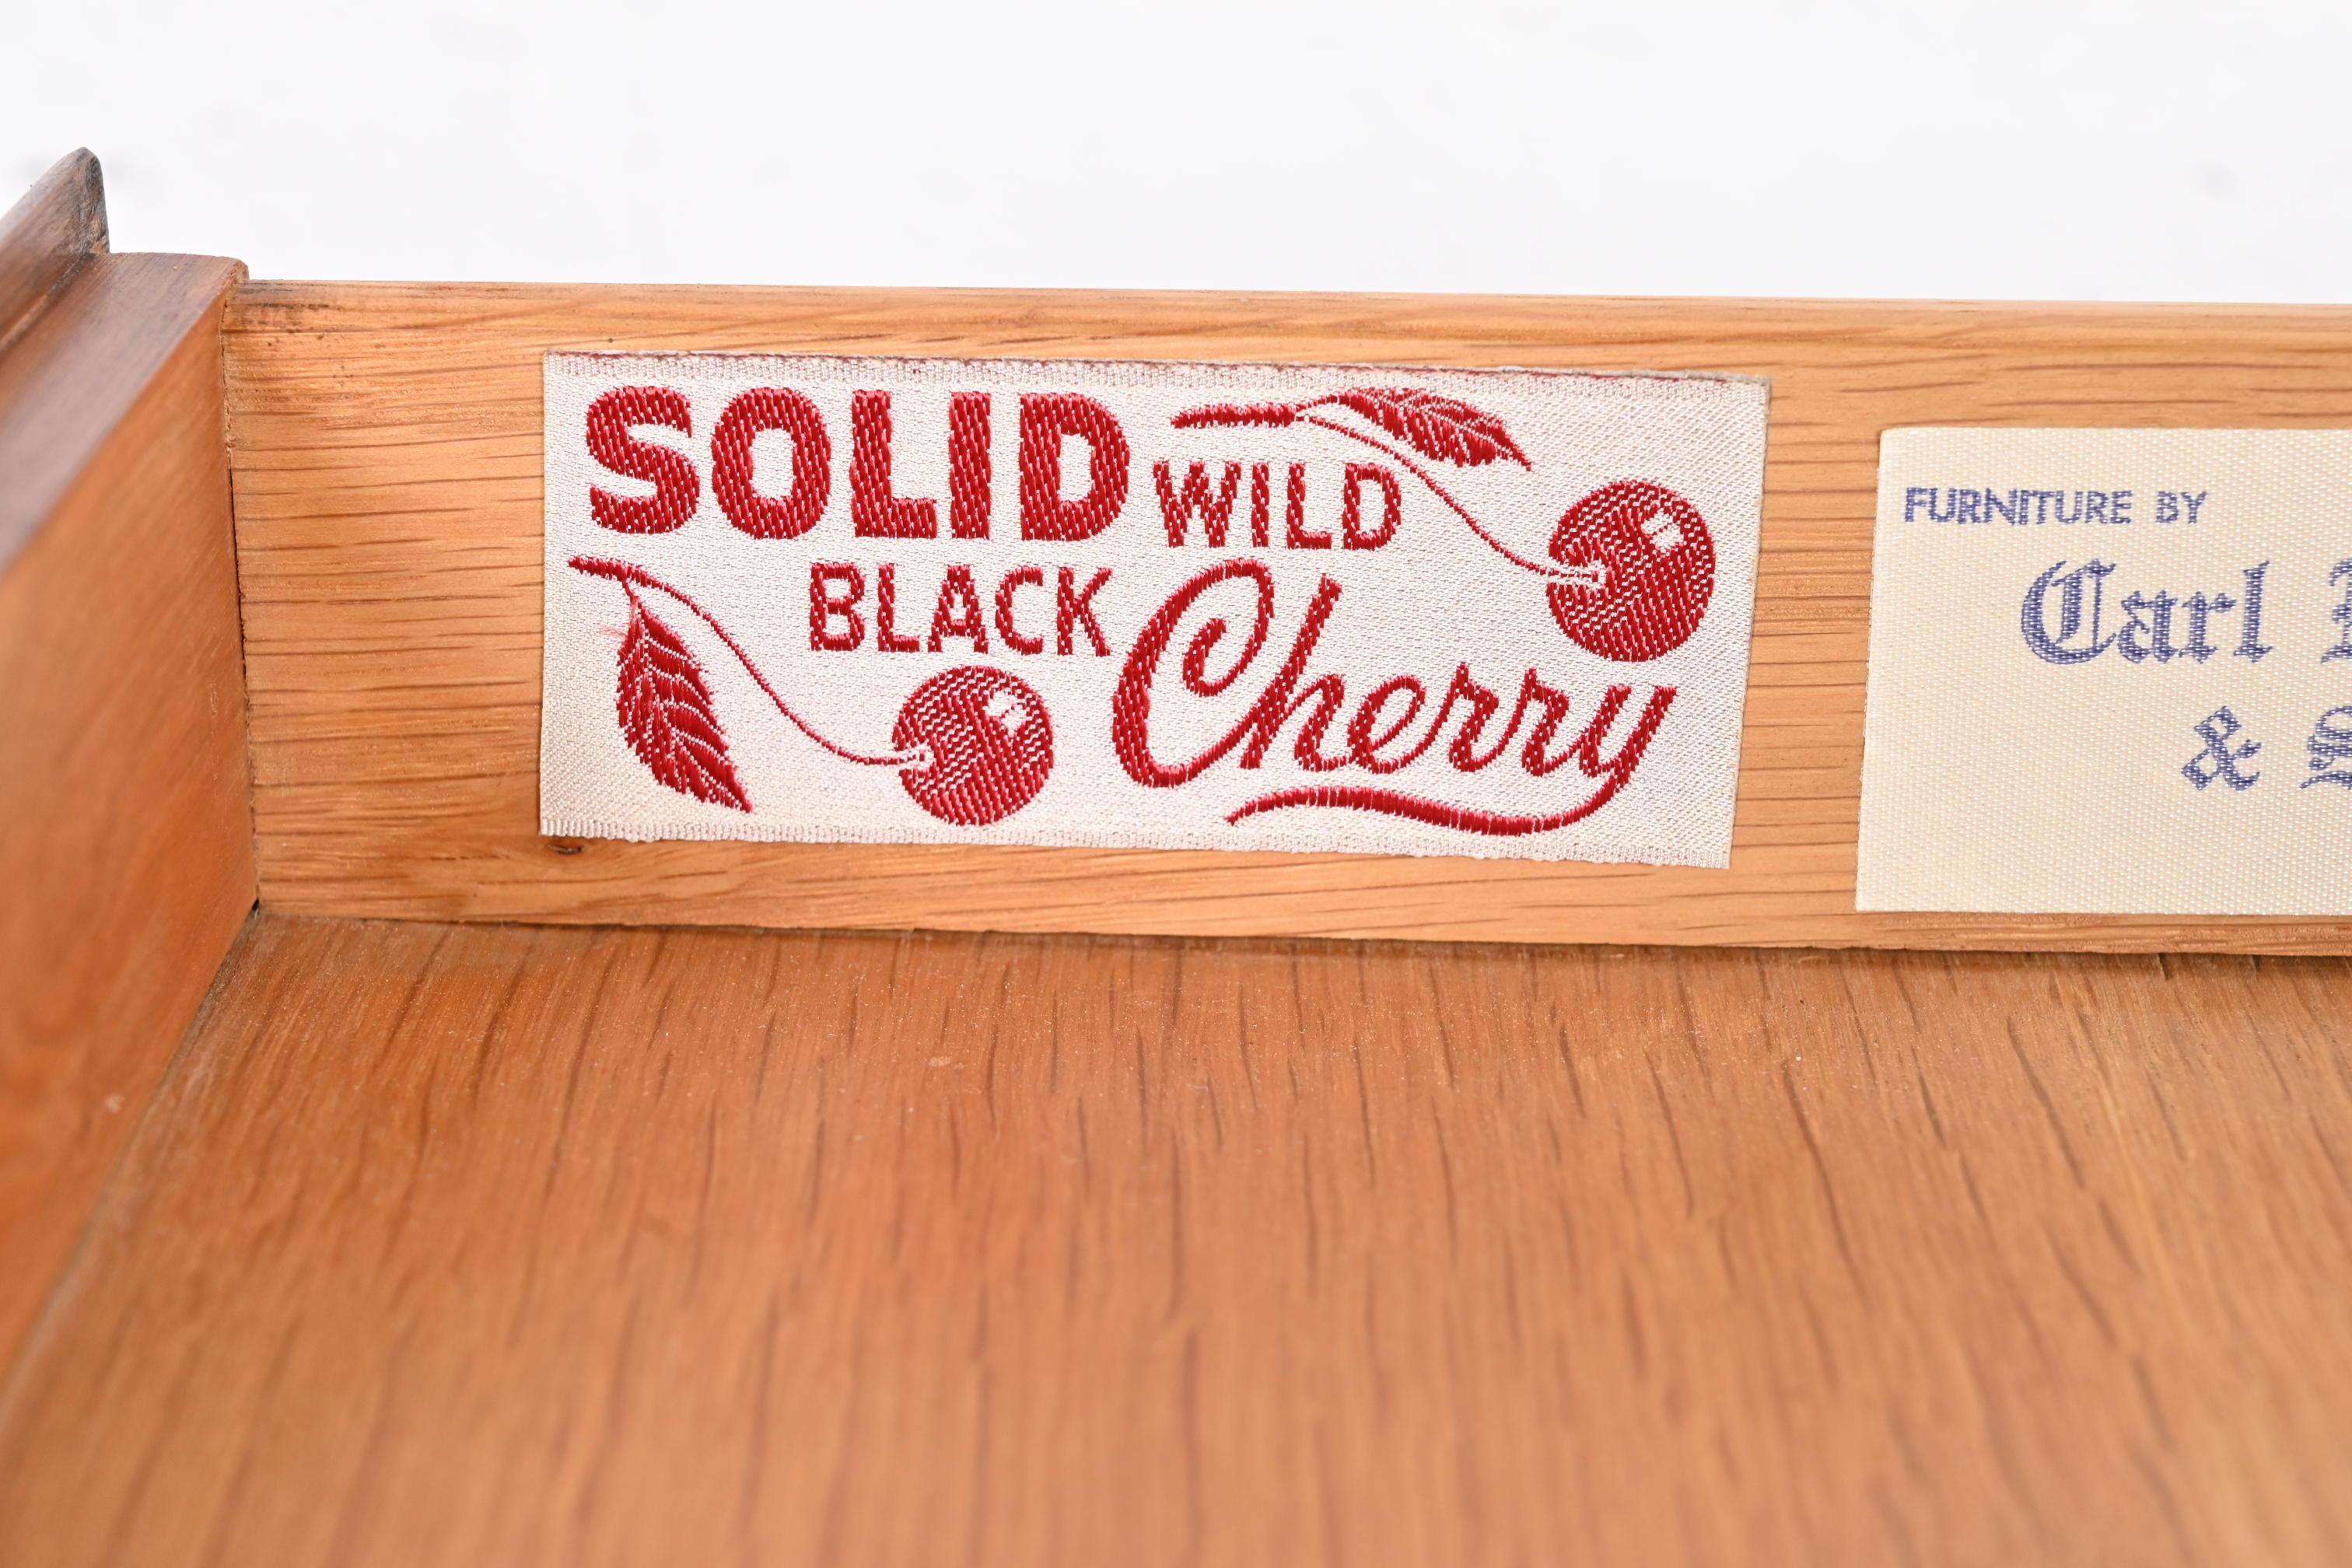 SOLID WILD
BLACK Cherry
FURNITURE BY
Carl
&